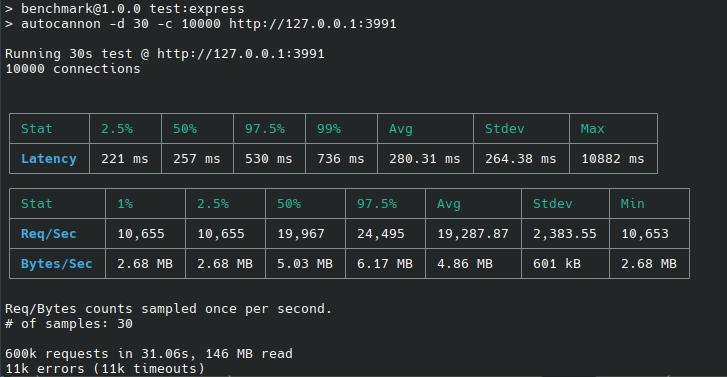 > benchmark@1.0.0 test:express
> autocannon -d 30 -c 10000 http://127.0.0.1:3991
Running 30s test @ http://127.0.0.1:3991
10000 connections
Stat 2.5% 50% 97.5% 99% Avg Stdev Max
Latency 221 ms 257 ms 530 ms 736 ms 280.31 ms 264.38 ms 10882 ms
Stat 1% 2.5% 50% 97.5% Avg Stdev Min
Req/Sec 10,655 10,655 19,967 24,495 19,287.87 2,383.55 10,653
Bytes/Sec 2.68 MB 2.68 MB 5.03 MB 6.17 MB 4.86 MB 601 kB 2.68 MB
Req/Bytes counts sampled once per second.
# of samples: 30
600k requests in 31.06s, 146 MB read
11k errors (11k timeouts)